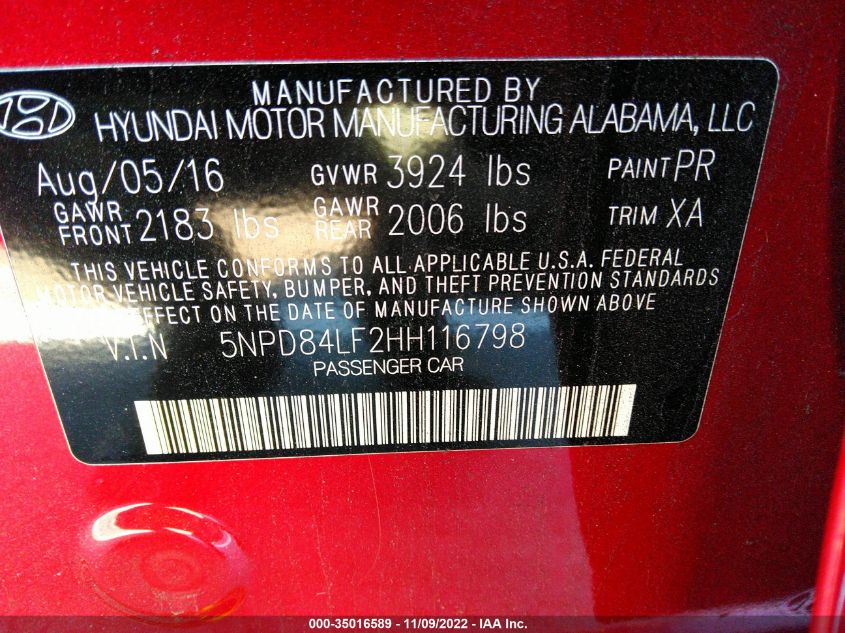 MANUFACTURED BY
HYUNDAI MOTOR MANUFACTURING ALABAMA, LLC
Aug/05/16 GVWR 3924 lbs PAINT PR
GAWR FRONT 2183 lbs GAWR REAR 2006 lbs TRIM XA
THIS VEHICLE CONFORMS TO ALL APPLICABLE U.S.A. FEDERAL
MOTOR VEHICLE SAFETY, BUMPER, AND THEFT PREVENTION STANDARDS
EFFECT ON THE DATE OF MANUFACTURE SHOWN ABOVE
V.I.N 5NPD84LF2HH116798
PASSENGER CAR
000-35016589 - 11/09/2022 - IAA Inc.